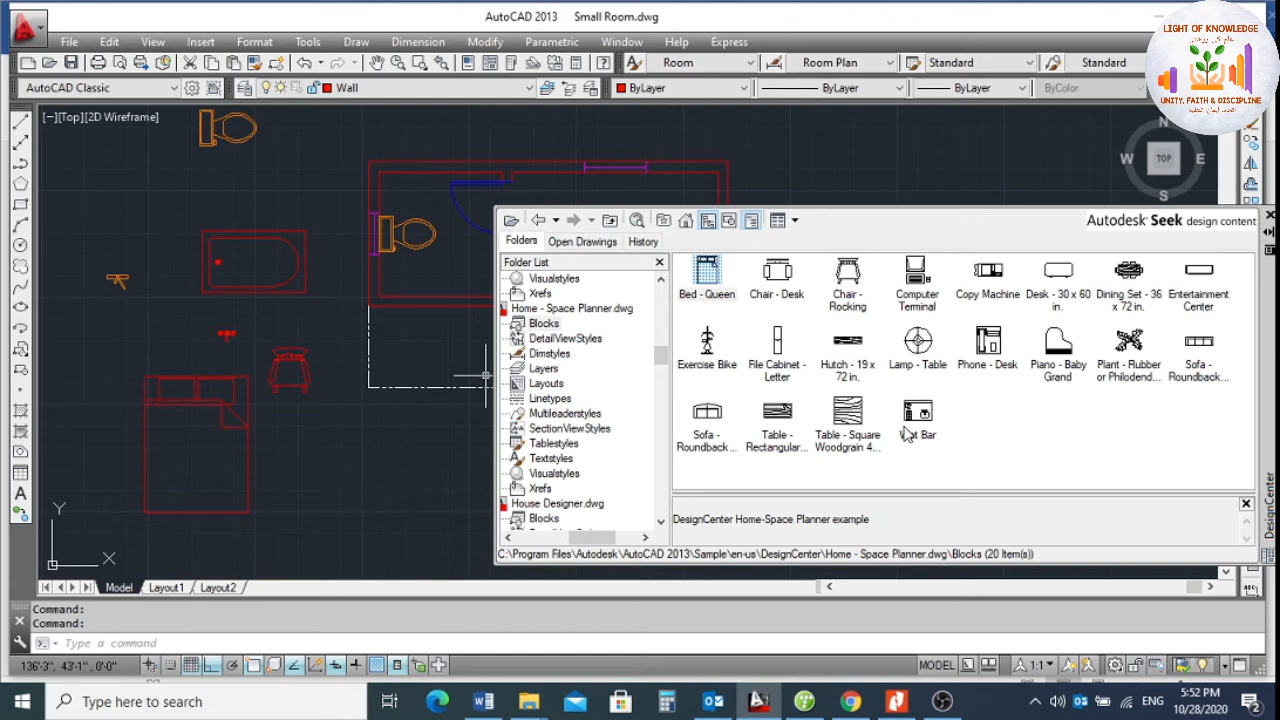 AutoCAD 2013 Small Room.dwg
LIGHT OF KNOWLEDGE
UNITY, FAITH & DISCIPLINE
File Edit View Insert Format Tools Draw Dimension Modify Parametric Window Help Express
Room Room Plan Standard Standard
AutoCAD Classic Wall ByLayer ByLayer ByLayer ByColor
[−][Top][2D Wireframe]
N
W TOP E
S
Autodesk Seek design content
Folders Open Drawings History
Folder List
Visualstyles
Xrefs
Home - Space Planner.dwg
Blocks
DetailViewStyles
Dimstyles
Layers
Layouts
Linetypes
Multileaderstyles
SectionViewStyles
Tablestyles
Textstyles
Visualstyles
Xrefs
House Designer.dwg
Blocks
Bed - Queen
Chair - Desk
Chair - Rocking
Computer Terminal
Copy Machine
Desk - 30 x 60 in.
Dining Set - 36 x 72 in.
Entertainment Center
Exercise Bike
File Cabinet - Letter
Hutch - 19 x 72 in.
Lamp - Table
Phone - Desk
Piano - Baby Grand
Plant - Rubber or Philodend...
Sofa - Roundback...
Sofa - Roundback...
Table - Rectangular...
Table - Square Woodgrain 4...
Bar
DesignCenter Home-Space Planner example
C:\Program Files\Autodesk\AutoCAD 2013\Sample\en-us\DesignCenter\Home - Space Planner.dwg\Blocks (20 Item(s))
DesignCenter
Y
X
Model Layout1 Layout2
Command:
Command:
Type a command
136'-3", 43'-1", 0'-0" MODEL 1:1
Type here to search
ENG
5:52 PM
10/28/2020
2